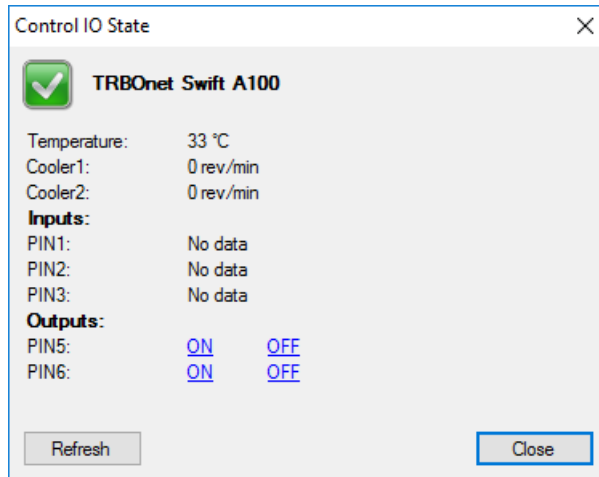 Control IO State
TRBOnet Swift A100
Temperature: 33 °C
Cooler1: 0 rev/min
Cooler2: 0 rev/min
Inputs:
PIN1: No data
PIN2: No data
PIN3: No data
Outputs:
PIN5: ON OFF
PIN6: ON OFF
Refresh Close